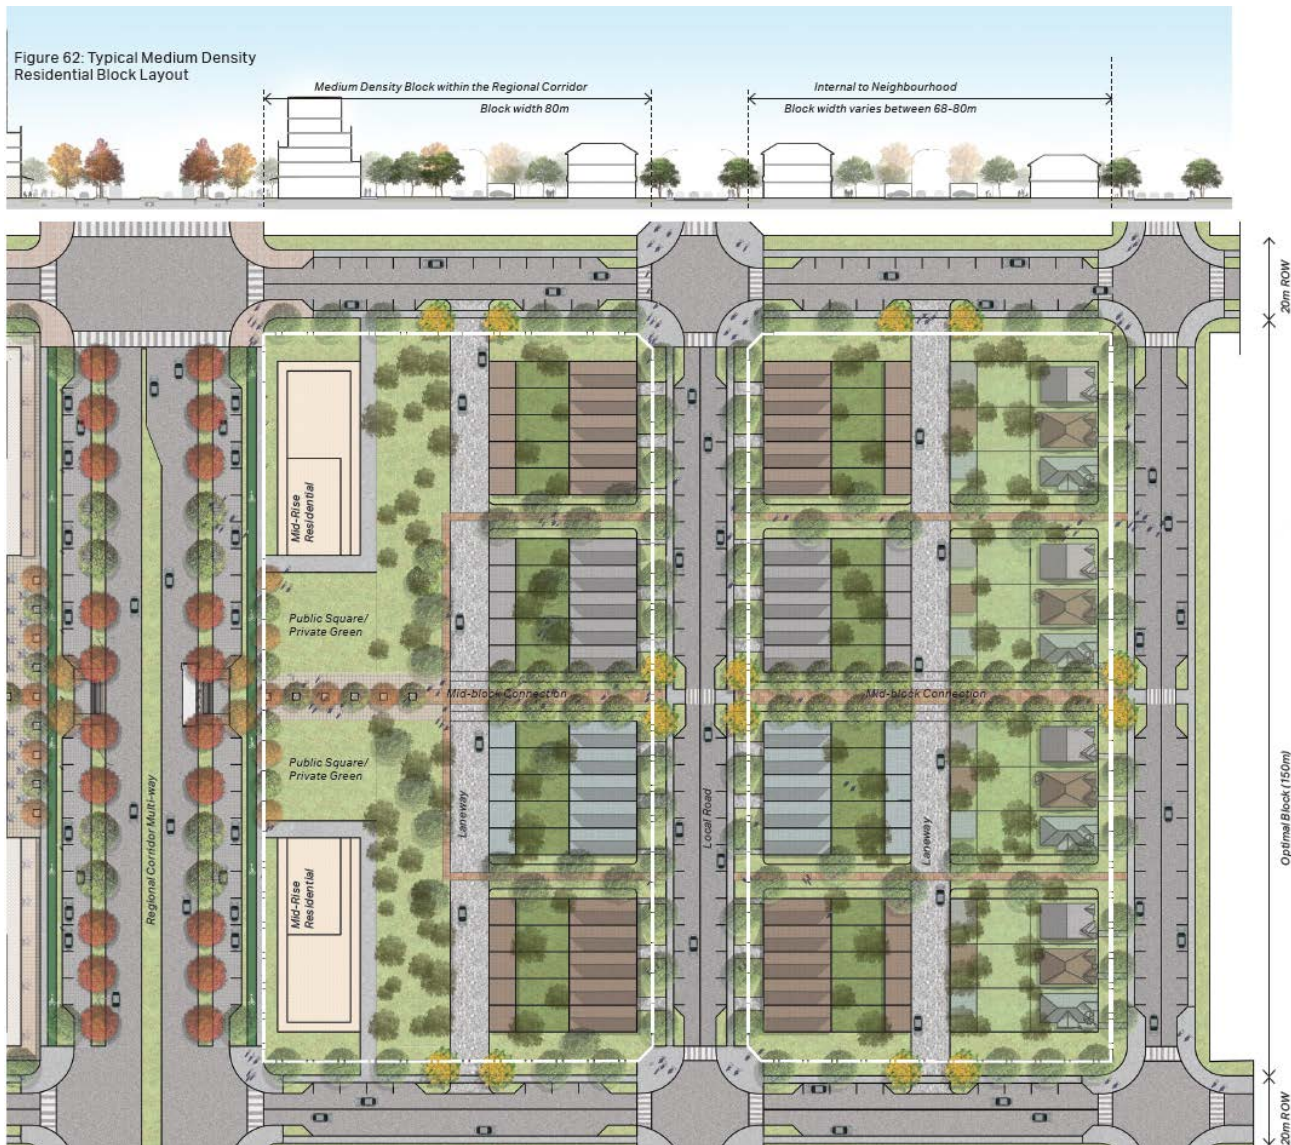 Figure 62: Typical Medium Density
Residential Block Layout
Medium Density Block within the Regional Corridor
Block width 80m
Internal to Neighbourhood
Block width varies between 68-80m
20m ROW
Mid-Rise
Residential
Public Square/
Private Green
Mid-block Connection
Mid-block Connection
Public Square/
Private Green
Regional Corridor Multi-way
Laneway
Local Road
Laneway
Optimal Block (150m)
Mid-Rise
Residential
20m ROW